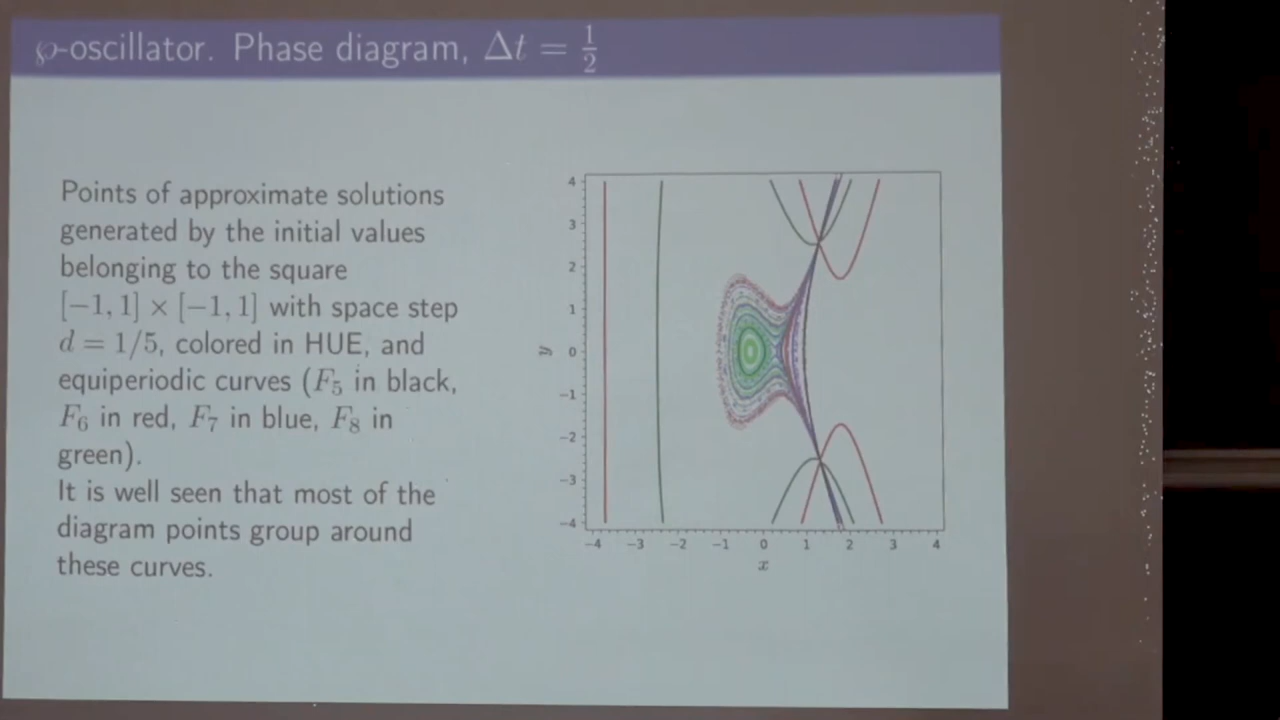 ℘-oscillator. Phase diagram, Δt = 1/2
Points of approximate solutions
generated by the initial values
belonging to the square
[−1, 1] × [−1, 1] with space step
d = 1/5, colored in HUE, and
equiperiodic curves (F₅ in black,
F₆ in red, F₇ in blue, F₈ in
green).
It is well seen that most of the
diagram points group around
these curves.
4
3
2
1
0
−1
−2
−3
−4
y
−4 −3 −2 −1 0 1 2 3 4
x